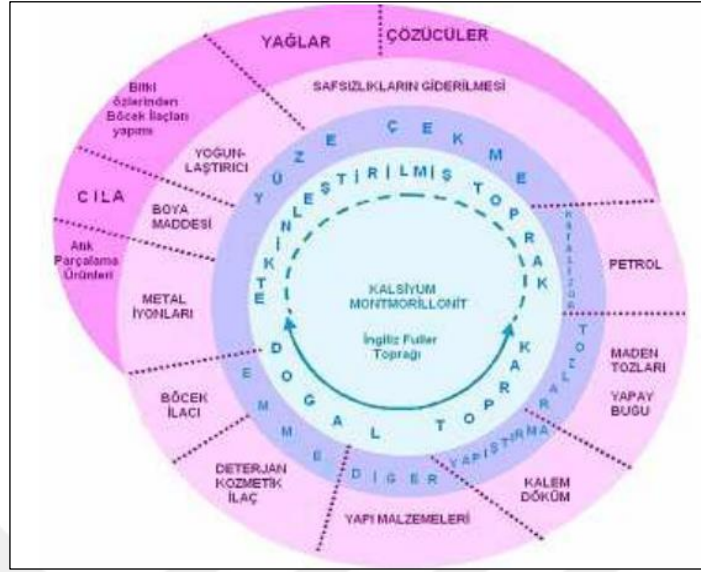 YAĞLAR
ÇÖZÜCÜLER
Bitki
özlerinden
Böcek İlaçları
yapımı
SAFSIZLIKLARIN GİDERİLMESİ
YOĞUN-
LAŞTIRICI
CİLA
BOYA
MADDESİ
Atık
Parçalama
Ürünleri
METAL
İYONLARI
BÖCEK
İLACI
DETERJAN
KOZMETİK
İLAÇ
YAPI MALZEMELERİ
KALEM
DÖKÜM
MADEN
TOZLARI
YAPAY
BUĞU
PETROL
YÜZE ÇEKME
KATALİZÖR
TOZLAR
YAPIŞTIRMA
DİĞER
EMME
ETKİNLEŞTİRİLMİŞ TOPRAK
DOĞAL TOPRAK
KALSİYUM
MONTMORİLLONİT
İngiliz Fuller
Toprağı